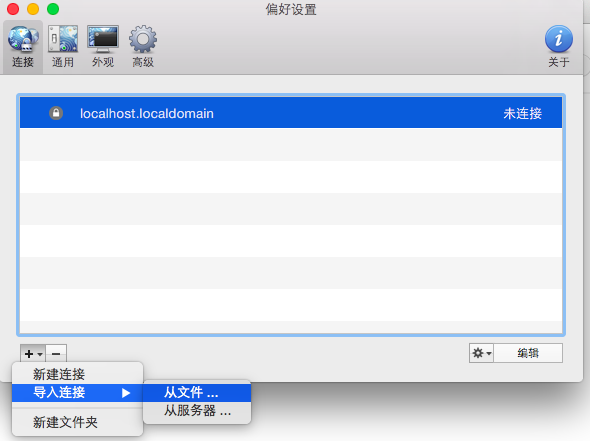 偏好设置
连接 通用 外观 高级 关于
localhost.localdomain 未连接
编辑
新建连接
导入连接 从文件 ...
从服务器 ...
新建文件夹